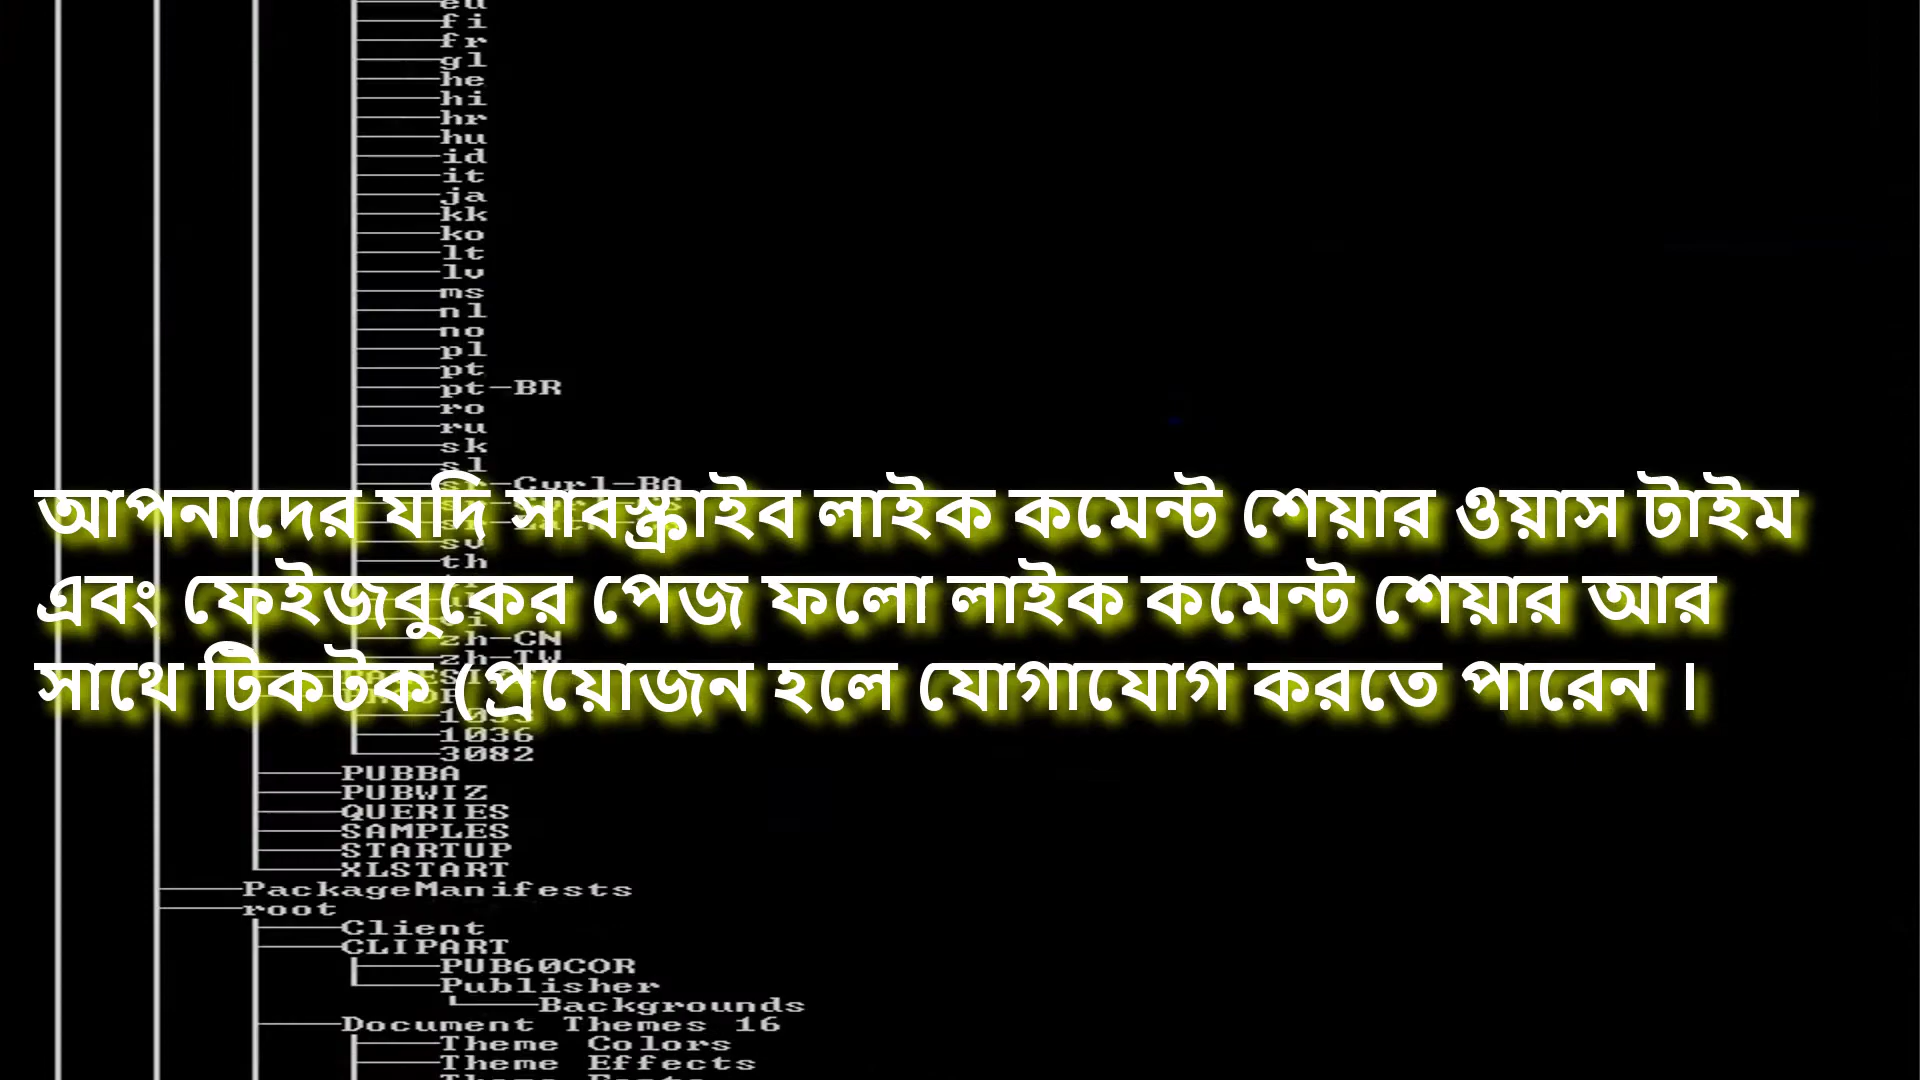 fi
fr
gl
he
hi
hr
hu
id
it
ja
kk
ko
lt
lv
ms
nl
no
pl
pt
pt-BR
ro
ru
sk
sl
sr-Cyrl-BA
আপনাদের যদি সাবস্ক্রাইব লাইক কমেন্ট শেয়ার ওয়াস টাইম
th
এবং ফেইজবুকের পেজ ফলো লাইক কমেন্ট শেয়ার আর
zh-CN
zh-TW
সাথে টিকটক প্রেয়োজন হলে যোগাযোগ করতে পারেন ।
1036
3082
PUBBA
PUBWIZ
QUERIES
SAMPLES
STARTUP
XLSTART
PackageManifests
root
Client
CLIPART
PUB60COR
Publisher
Backgrounds
Document Themes 16
Theme Colors
Theme Effects